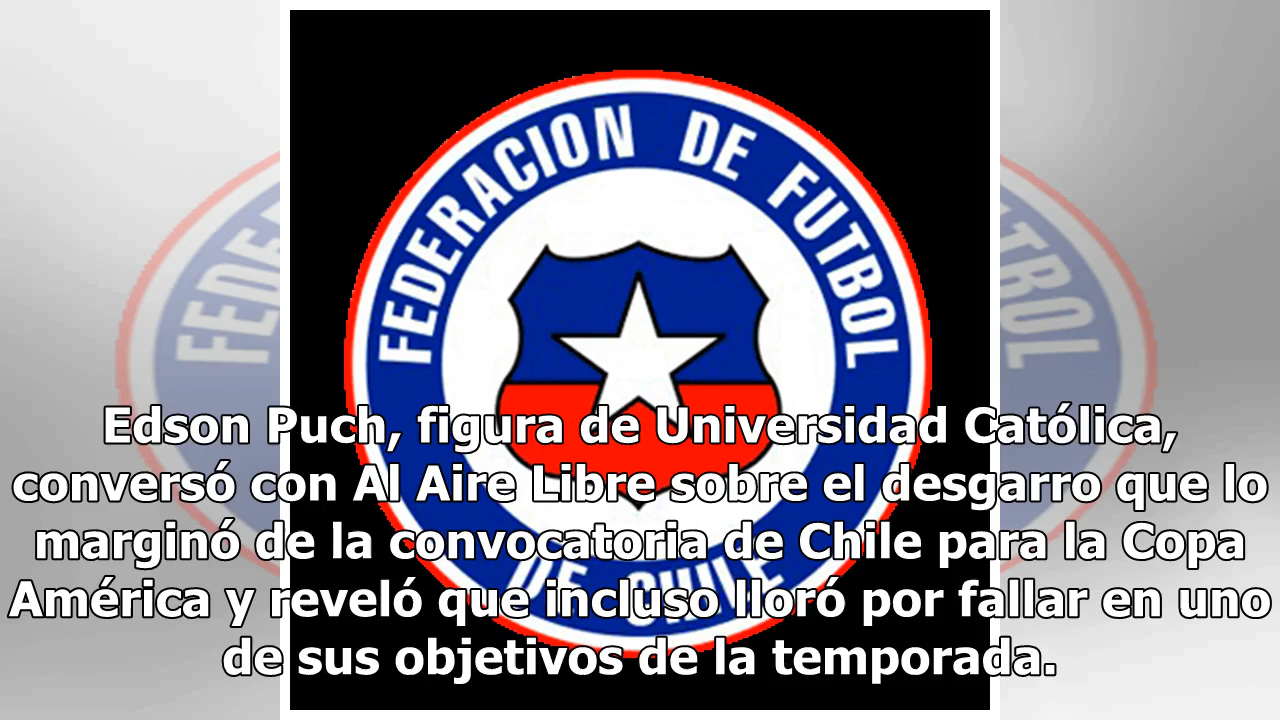 FEDERACION DE FUTBOL
Edson Puch, figura de Universidad Católica,
conversó con Al Aire Libre sobre el desgarro que lo
marginó de la convocatoria de Chile para la Copa
América y reveló que incluso lloró por fallar en uno
de sus objetivos de la temporada.
DE CHILE